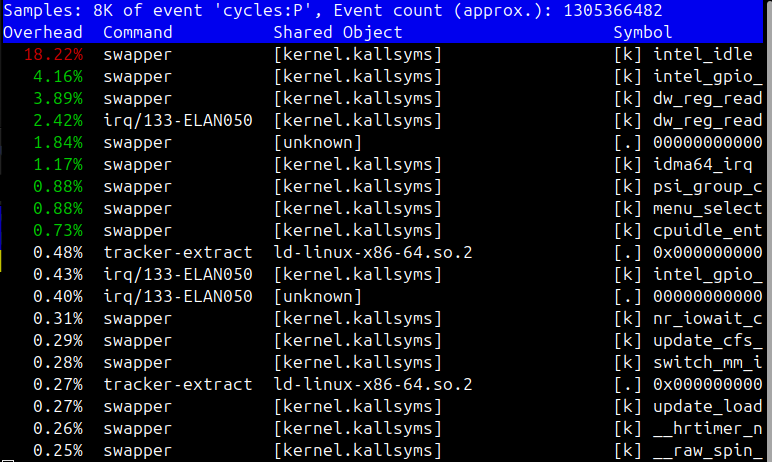 Samples: 8K of event 'cycles:P', Event count (approx.): 1305366482
Overhead  Command          Shared Object                    Symbol
  18.22%  swapper          [kernel.kallsyms]                [k] intel_idle
   4.16%  swapper          [kernel.kallsyms]                [k] intel_gpio_
   3.89%  swapper          [kernel.kallsyms]                [k] dw_reg_read
   2.42%  irq/133-ELAN050  [kernel.kallsyms]                [k] dw_reg_read
   1.84%  swapper          [unknown]                        [.] 00000000000
   1.17%  swapper          [kernel.kallsyms]                [k] idma64_irq
   0.88%  swapper          [kernel.kallsyms]                [k] psi_group_c
   0.88%  swapper          [kernel.kallsyms]                [k] menu_select
   0.73%  swapper          [kernel.kallsyms]                [k] cpuidle_ent
   0.48%  tracker-extract  ld-linux-x86-64.so.2             [.] 0x000000000
   0.43%  irq/133-ELAN050  [kernel.kallsyms]                [k] intel_gpio_
   0.40%  irq/133-ELAN050  [unknown]                        [.] 00000000000
   0.31%  swapper          [kernel.kallsyms]                [k] nr_iowait_c
   0.29%  swapper          [kernel.kallsyms]                [k] update_cfs_
   0.28%  swapper          [kernel.kallsyms]                [k] switch_mm_i
   0.27%  tracker-extract  ld-linux-x86-64.so.2             [.] 0x000000000
   0.27%  swapper          [kernel.kallsyms]                [k] update_load
   0.26%  swapper          [kernel.kallsyms]                [k] __hrtimer_n
   0.25%  swapper          [kernel.kallsyms]                [k] __raw_spin_